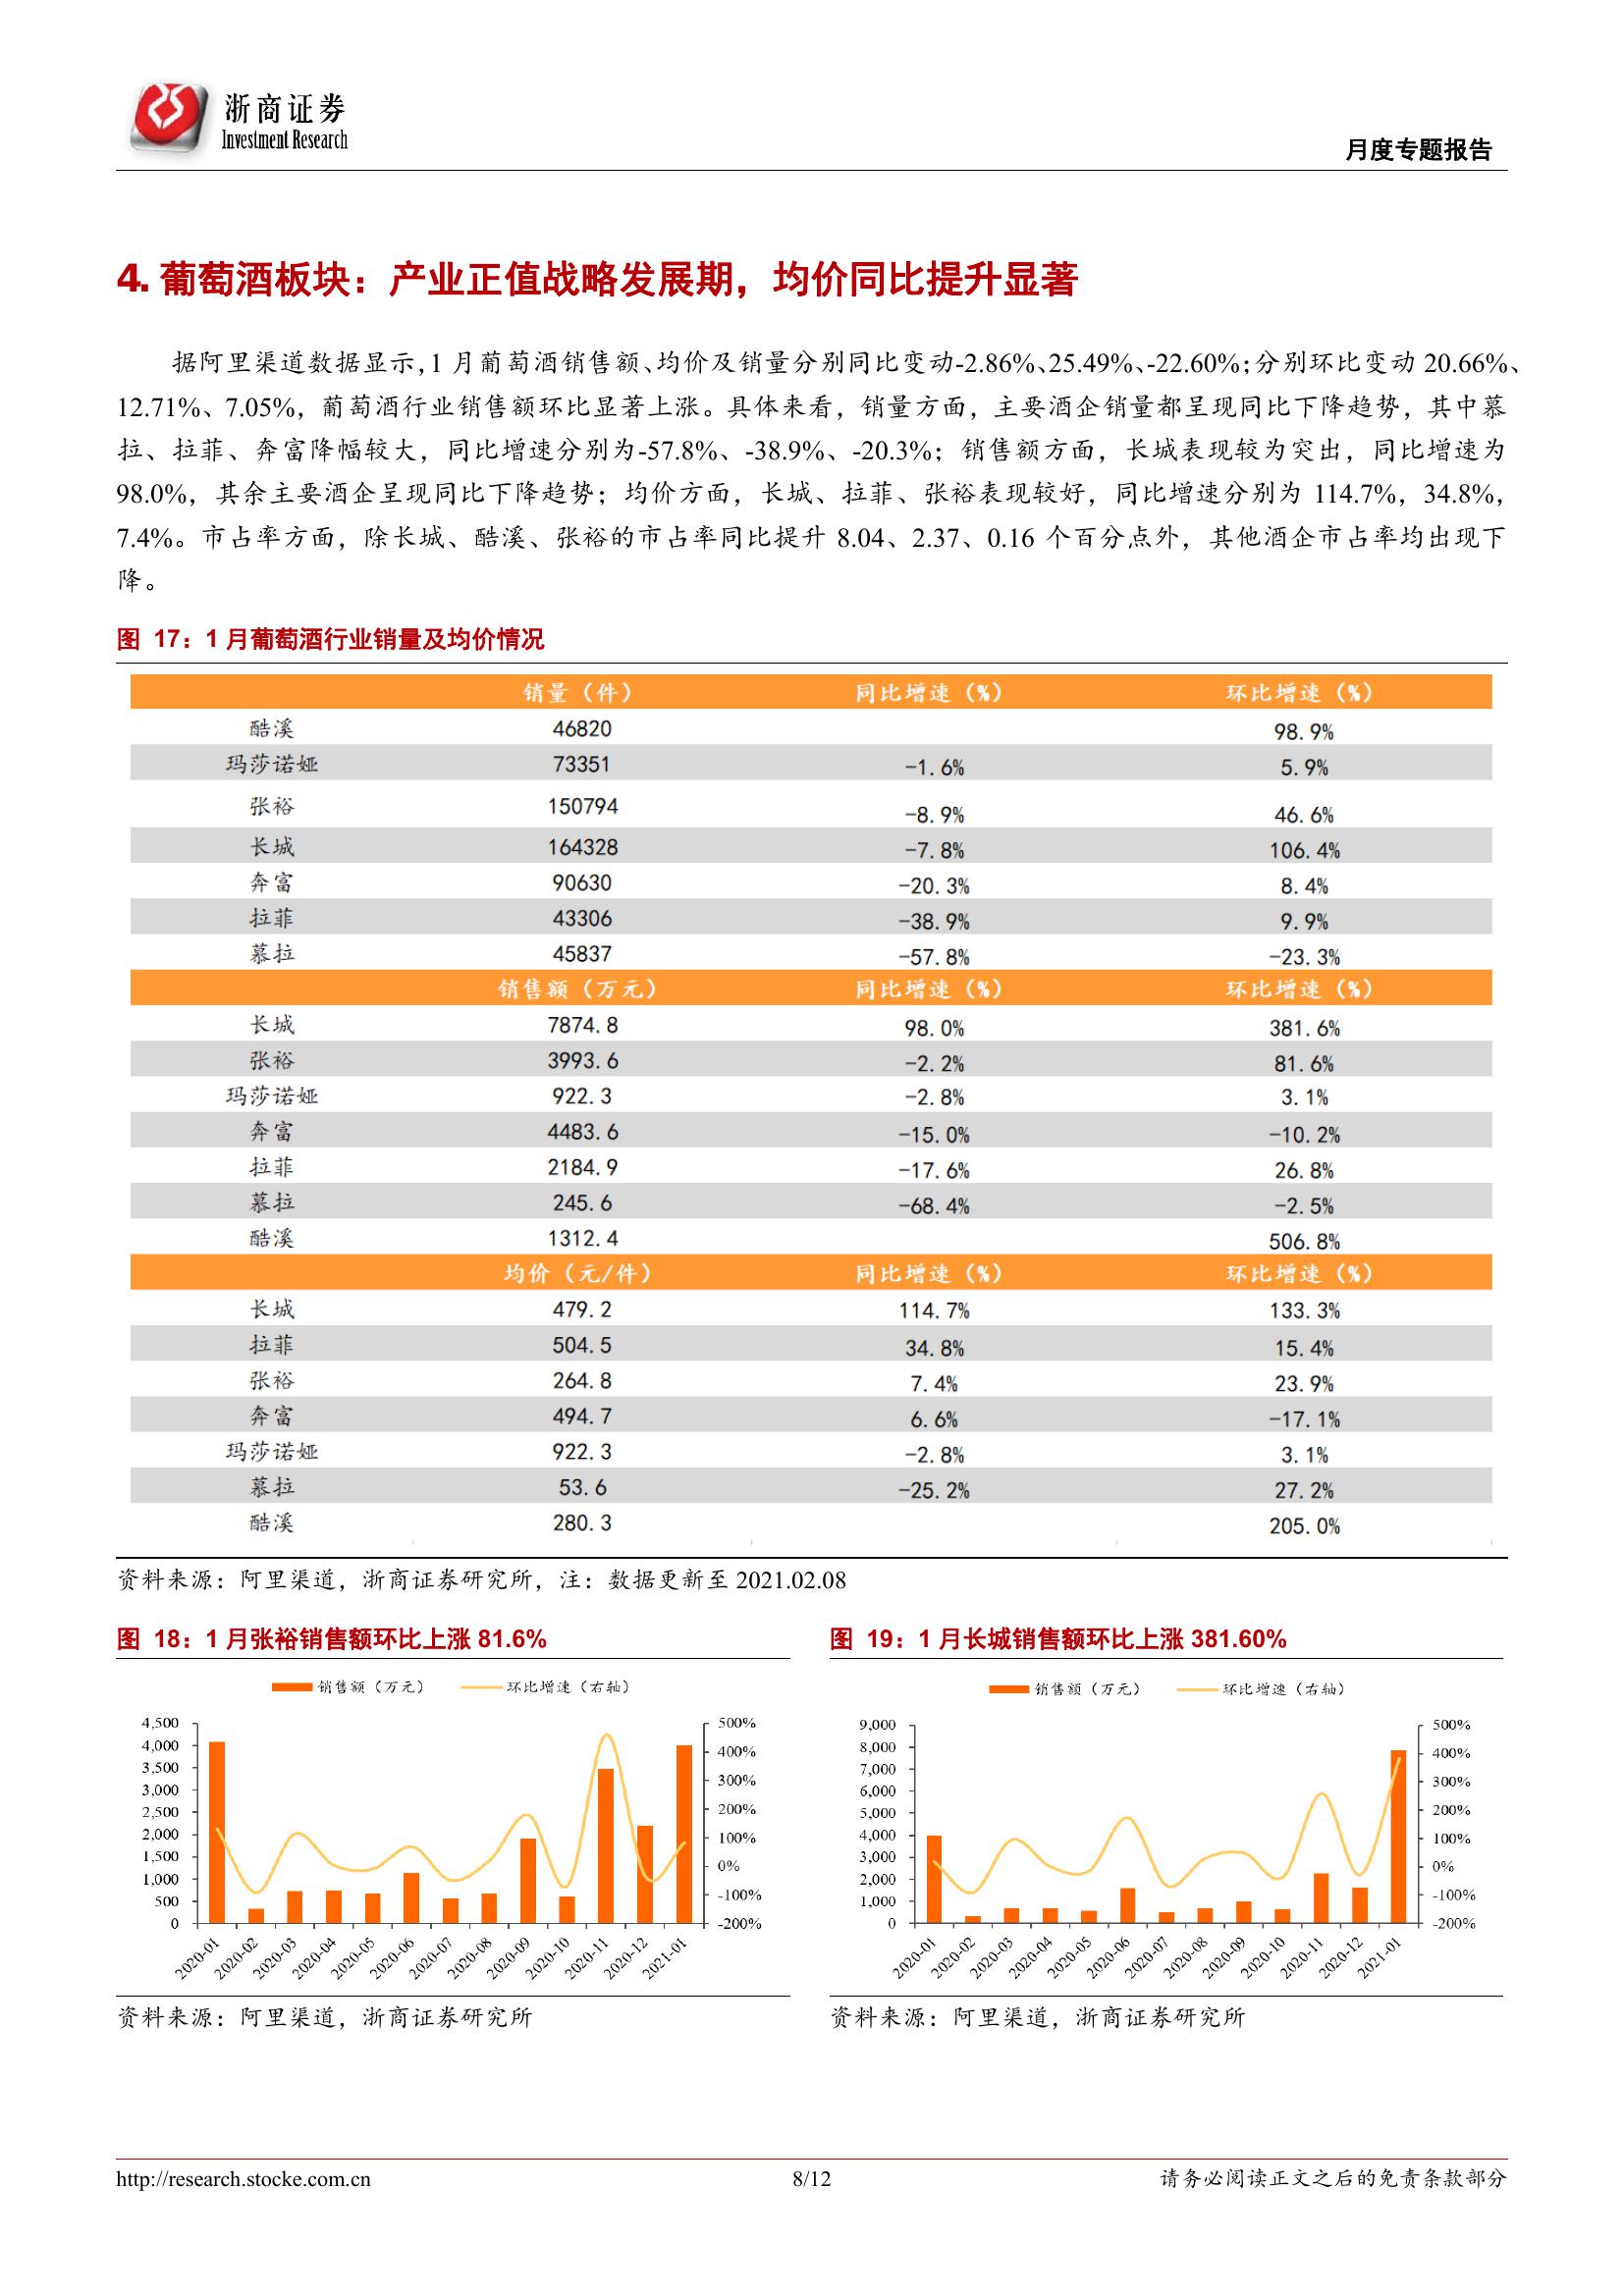 浙商证券
Investment Research
月度专题报告
4. 葡萄酒板块：产业正值战略发展期，均价同比提升显著
据阿里渠道数据显示，1 月葡萄酒销售额、均价及销量分别同比变动-2.86%、25.49%、-22.60%；分别环比变动 20.66%、
12.71%、7.05%，葡萄酒行业销售额环比显著上涨。具体来看，销量方面，主要酒企销量都呈现同比下降趋势，其中慕
拉、拉菲、奔富降幅较大，同比增速分别为-57.8%、-38.9%、-20.3%；销售额方面，长城表现较为突出，同比增速为
98.0%，其余主要酒企呈现同比下降趋势；均价方面，长城、拉菲、张裕表现较好，同比增速分别为 114.7%，34.8%，
7.4%。市占率方面，除长城、酷溪、张裕的市占率同比提升 8.04、2.37、0.16 个百分点外，其他酒企市占率均出现下
降。
图 17：1 月葡萄酒行业销量及均价情况
销量（件） 同比增速（%） 环比增速（%）
酷溪 46820 98.9%
玛莎诺娅 73351 -1.6% 5.9%
张裕 150794 -8.9% 46.6%
长城 164328 -7.8% 106.4%
奔富 90630 -20.3% 8.4%
拉菲 43306 -38.9% 9.9%
慕拉 45837 -57.8% -23.3%
销售额（万元） 同比增速（%） 环比增速（%）
长城 7874.8 98.0% 381.6%
张裕 3993.6 -2.2% 81.6%
玛莎诺娅 922.3 -2.8% 3.1%
奔富 4483.6 -15.0% -10.2%
拉菲 2184.9 -17.6% 26.8%
慕拉 245.6 -68.4% -2.5%
酷溪 1312.4 506.8%
均价（元/件） 同比增速（%） 环比增速（%）
长城 479.2 114.7% 133.3%
拉菲 504.5 34.8% 15.4%
张裕 264.8 7.4% 23.9%
奔富 494.7 6.6% -17.1%
玛莎诺娅 922.3 -2.8% 3.1%
慕拉 53.6 -25.2% 27.2%
酷溪 280.3 205.0%
资料来源：阿里渠道，浙商证券研究所，注：数据更新至 2021.02.08
图 18：1 月张裕销售额环比上涨 81.6%
销售额（万元） 环比增速（右轴）
4,500 500%
4,000 400%
3,500 300%
3,000 200%
2,500 100%
2,000 0%
1,500 -100%
1,000 -200%
500
0
2020-01 2020-02 2020-03 2020-04 2020-05 2020-06 2020-07 2020-08 2020-09 2020-10 2020-11 2020-12 2021-01
资料来源：阿里渠道，浙商证券研究所
图 19：1 月长城销售额环比上涨 381.60%
销售额（万元） 环比增速（右轴）
9,000 500%
8,000 400%
7,000 300%
6,000 200%
5,000 100%
4,000 0%
3,000 -100%
2,000 -200%
1,000
0
2020-01 2020-02 2020-03 2020-04 2020-05 2020-06 2020-07 2020-08 2020-09 2020-10 2020-11 2020-12 2021-01
资料来源：阿里渠道，浙商证券研究所
http://research.stocke.com.cn 8/12 请务必阅读正文之后的免责条款部分